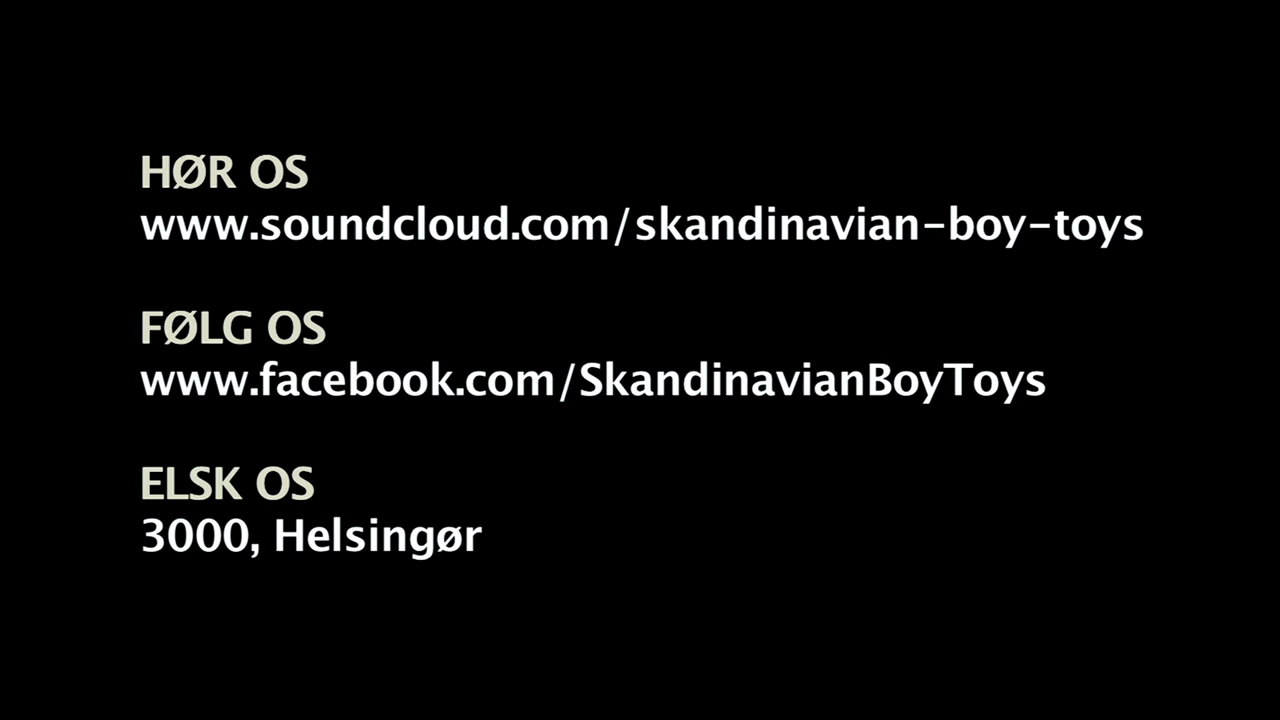 HØR OS
www.soundcloud.com/skandinavian-boy-toys
FØLG OS
www.facebook.com/SkandinavianBoyToys
ELSK OS
3000, Helsingør